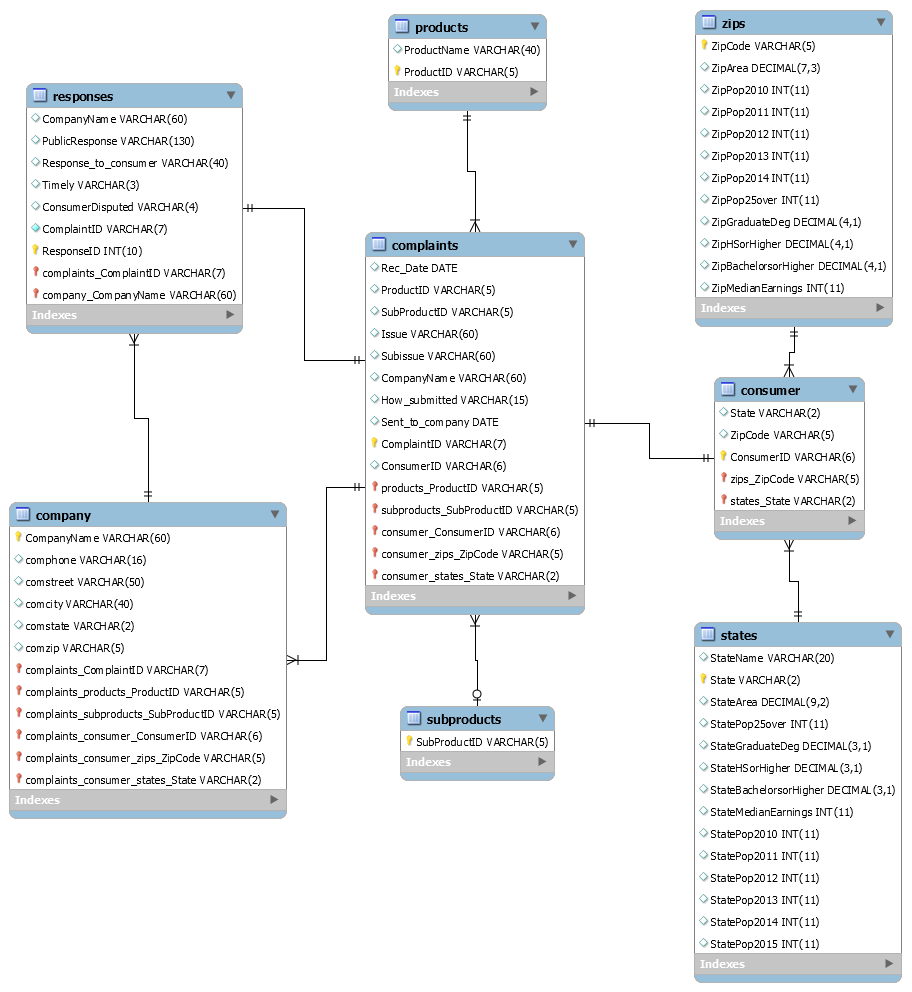 products
ProductName VARCHAR(40)
ProductID VARCHAR(5)
Indexes
zips
ZipCode VARCHAR(5)
ZipArea DECIMAL(7,3)
ZipPop2010 INT(11)
ZipPop2011 INT(11)
ZipPop2012 INT(11)
ZipPop2013 INT(11)
ZipPop2014 INT(11)
ZipPop25over INT(11)
ZipGraduateDeg DECIMAL(4,1)
ZipHSorHigher DECIMAL(4,1)
ZipBachelorsorHigher DECIMAL(4,1)
ZipMedianEarnings INT(11)
Indexes
responses
CompanyName VARCHAR(60)
PublicResponse VARCHAR(130)
Response_to_consumer VARCHAR(40)
Timely VARCHAR(3)
ConsumerDisputed VARCHAR(4)
ComplaintID VARCHAR(7)
ResponseID INT(10)
complaints_ComplaintID VARCHAR(7)
company_CompanyName VARCHAR(60)
Indexes
complaints
Rec_Date DATE
ProductID VARCHAR(5)
SubProductID VARCHAR(5)
Issue VARCHAR(60)
Subissue VARCHAR(60)
CompanyName VARCHAR(60)
How_submitted VARCHAR(15)
Sent_to_company DATE
ComplaintID VARCHAR(7)
ConsumerID VARCHAR(6)
products_ProductID VARCHAR(5)
subproducts_SubProductID VARCHAR(5)
consumer_ConsumerID VARCHAR(6)
consumer_zips_ZipCode VARCHAR(5)
consumer_states_State VARCHAR(2)
Indexes
consumer
State VARCHAR(2)
ZipCode VARCHAR(5)
ConsumerID VARCHAR(6)
zips_ZipCode VARCHAR(5)
states_State VARCHAR(2)
Indexes
company
CompanyName VARCHAR(60)
comphone VARCHAR(16)
comstreet VARCHAR(50)
comcity VARCHAR(40)
comstate VARCHAR(2)
comzip VARCHAR(5)
complaints_ComplaintID VARCHAR(7)
complaints_products_ProductID VARCHAR(5)
complaints_subproducts_SubProductID VARCHAR(5)
complaints_consumer_ConsumerID VARCHAR(6)
complaints_consumer_zips_ZipCode VARCHAR(5)
complaints_consumer_states_State VARCHAR(2)
Indexes
subproducts
SubProductID VARCHAR(5)
Indexes
states
StateName VARCHAR(20)
State VARCHAR(2)
StateArea DECIMAL(9,2)
StatePop25over INT(11)
StateGraduateDeg DECIMAL(3,1)
StateHSorHigher DECIMAL(3,1)
StateBachelorsorHigher DECIMAL(3,1)
StateMedianEarnings INT(11)
StatePop2010 INT(11)
StatePop2011 INT(11)
StatePop2012 INT(11)
StatePop2013 INT(11)
StatePop2014 INT(11)
StatePop2015 INT(11)
Indexes